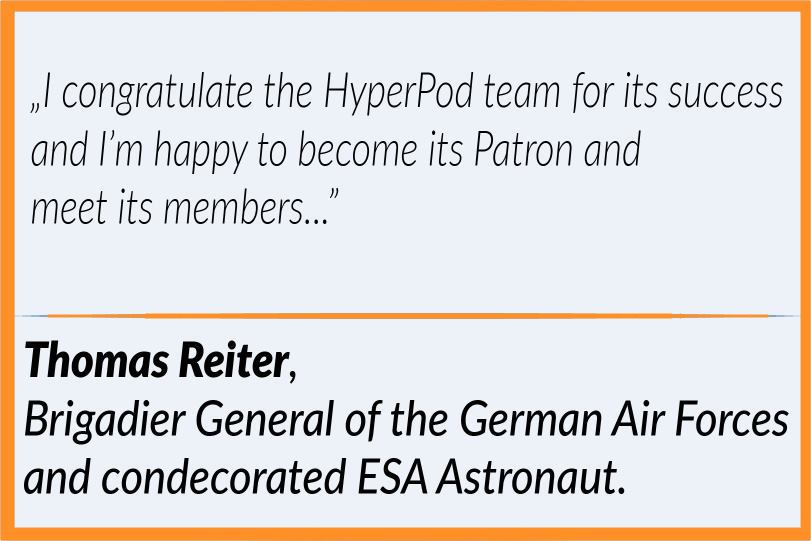 „I congratulate the HyperPod team for its success
and I’m happy to become its Patron and
meet its members...”
Thomas Reiter,
Brigadier General of the German Air Forces
and condecorated ESA Astronaut.